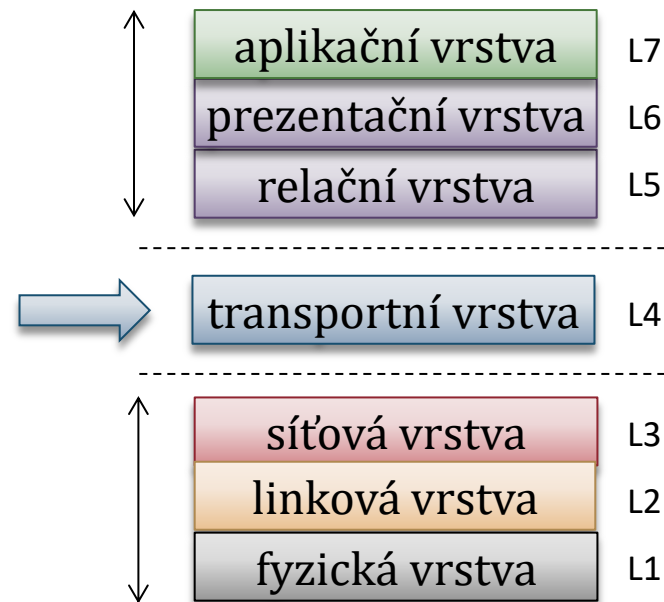 aplikační vrstva L7
prezentační vrstva L6
relační vrstva L5
transportní vrstva L4
síťová vrstva L3
linková vrstva L2
fyzická vrstva L1